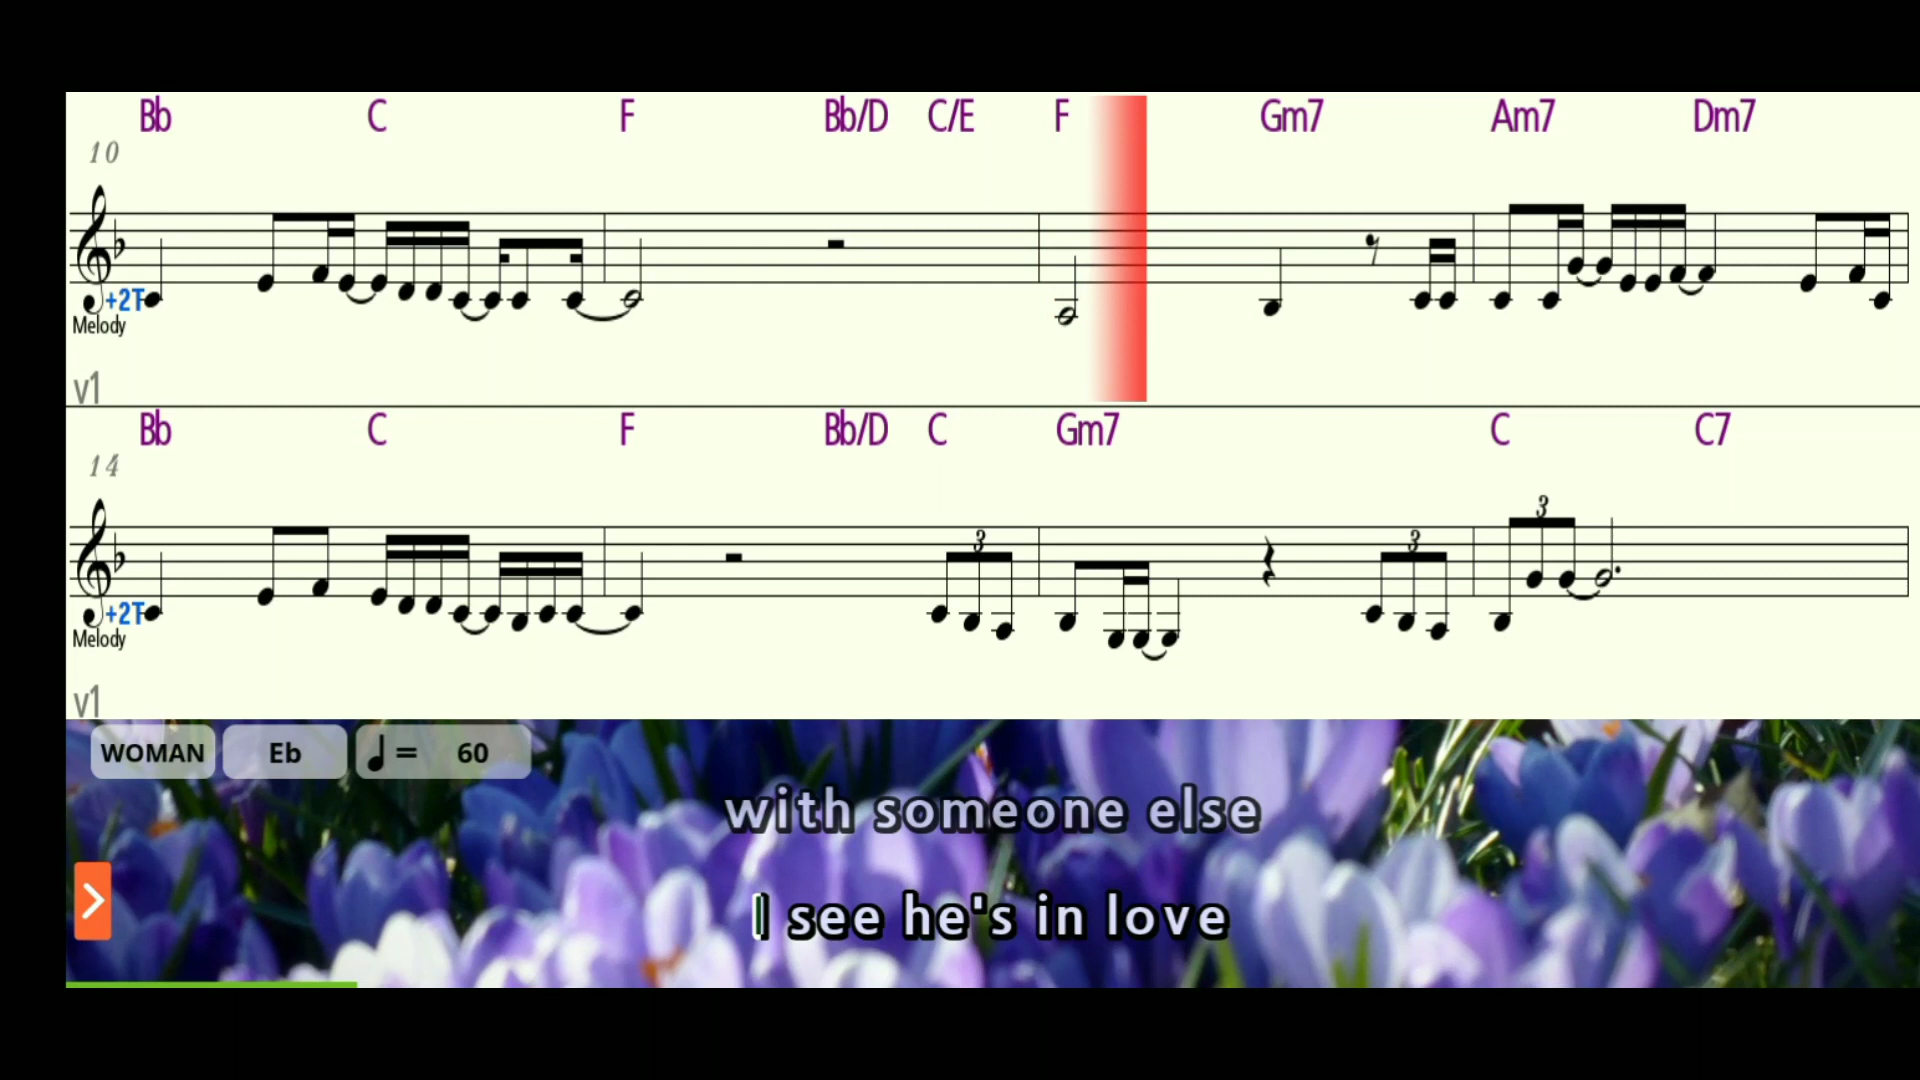 Bb C F Bb/D C/E F Gm7 Am7 Dm7
10
+2T
Melody
v1
Bb C F Bb/D C Gm7 C C7
14
3 3 3
+2T
Melody
v1
WOMAN Eb = 60
with someone else
I see he's in love